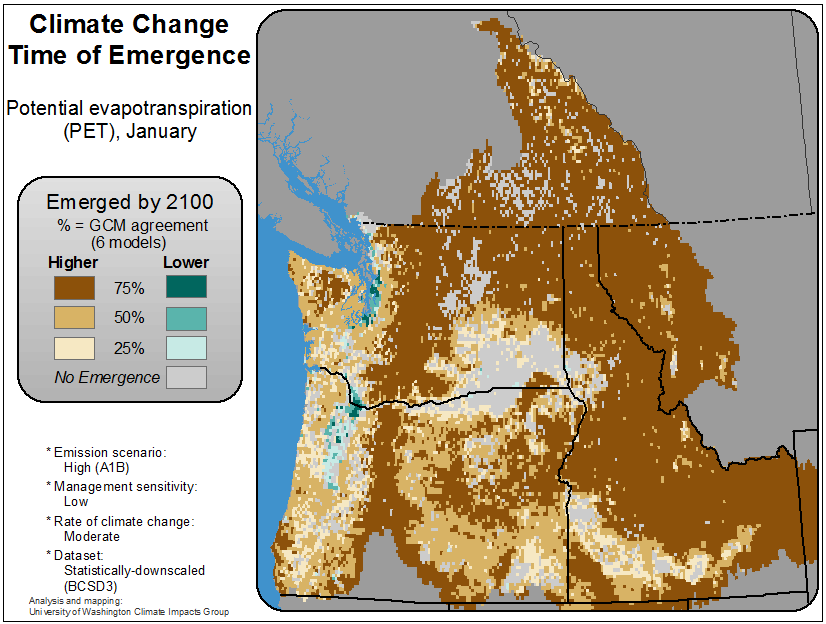 Climate Change
Time of Emergence
Potential evapotranspiration
(PET), January
Emerged by 2100
% = GCM agreement
(6 models)
Higher Lower
75%
50%
25%
No Emergence
* Emission scenario:
High (A1B)
* Management sensitivity:
Low
* Rate of climate change:
Moderate
* Dataset:
Statistically-downscaled
(BCSD3)
Analysis and mapping:
University of Washington Climate Impacts Group